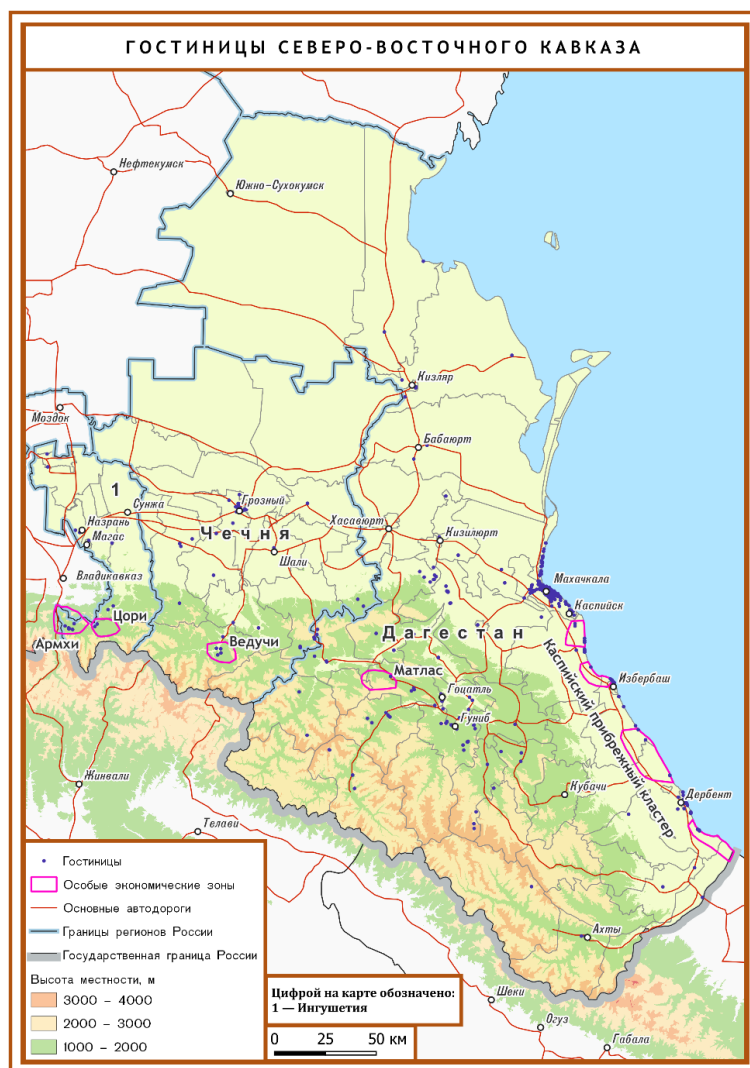 ГОСТИНИЦЫ СЕВЕРО-ВОСТОЧНОГО КАВКАЗА
Нефтекумск
Южно-Сухокумск
Кизляр
Моздок
Бабаюрт
1
Сунжа
Грозный
Хасавюрт
Назрань
Чечня
Кизилюрт
Магас
Шали
Владикавказ
Махачкала
Каспийск
Цори
Дагестан
Армхи
Ведучи
Матлас
Избербаш
Гоцатль
Каспийский прибрежный кластер
Гуниб
Жинвали
Кубачи
Дербент
Телави
Ахты
Шеки
Огуз
Габала
Гостиницы
Особые экономические зоны
Основные автодороги
Границы регионов России
Государственная граница России
Высота местности, м
3000 – 4000
2000 – 3000
1000 – 2000
Цифрой на карте обозначено:
1 — Ингушетия
0 25 50 км